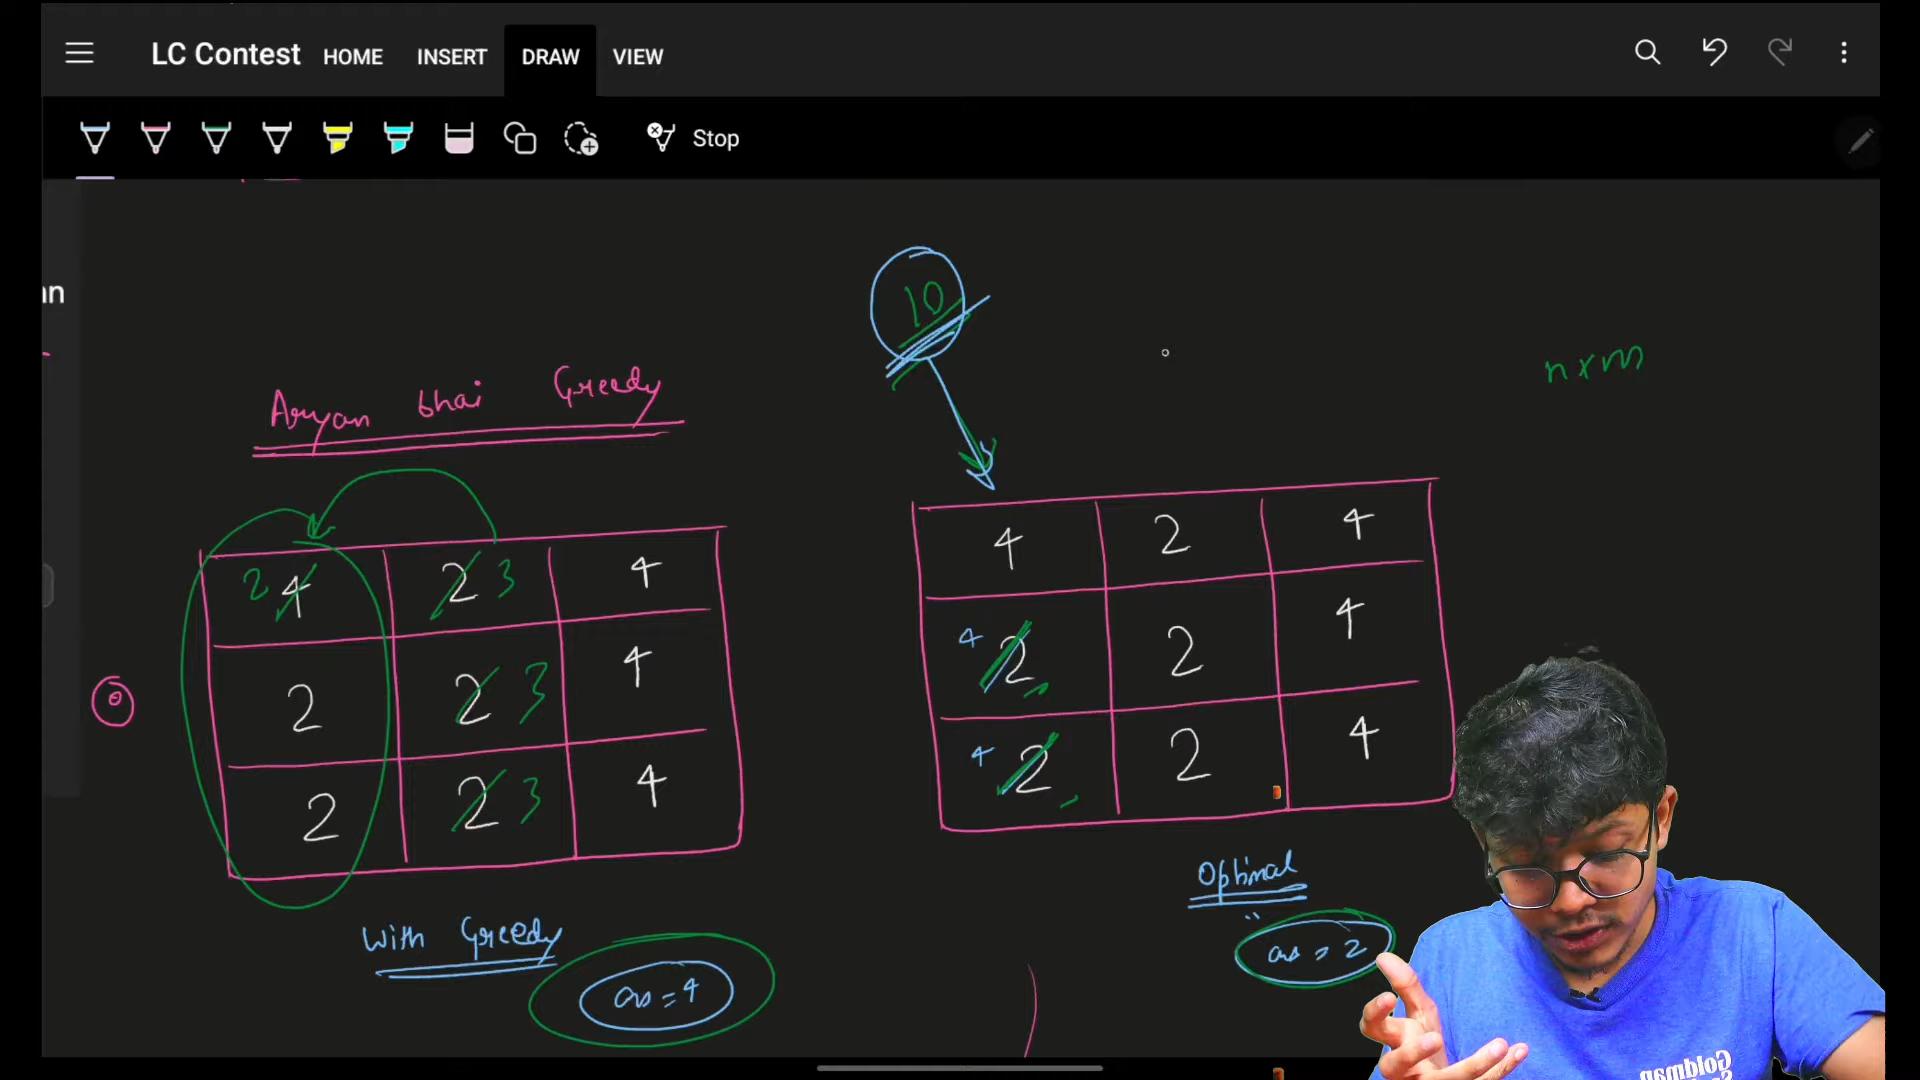 LC Contest HOME INSERT DRAW VIEW
Stop
10
n x m
Aryan bhai Greedy
2 4 2 3 4
2 2 3 4
2 2 3 4
4 2 4
4 2 2 4
4 2 2 4
With Greedy
ans = 4
Optimal
ans = 2
Goldman